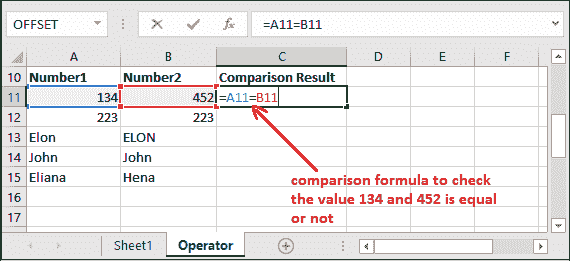 OFFSET =A11=B11
A B C D E F
10 Number1 Number2 Comparison Result
11 134 452 =A11=B11
12 223 223
13 Elon ELON
14 John John
15 Eliana Hena
16
17
comparison formula to check
the value 134 and 452 is equal
or not
Sheet1 Operator